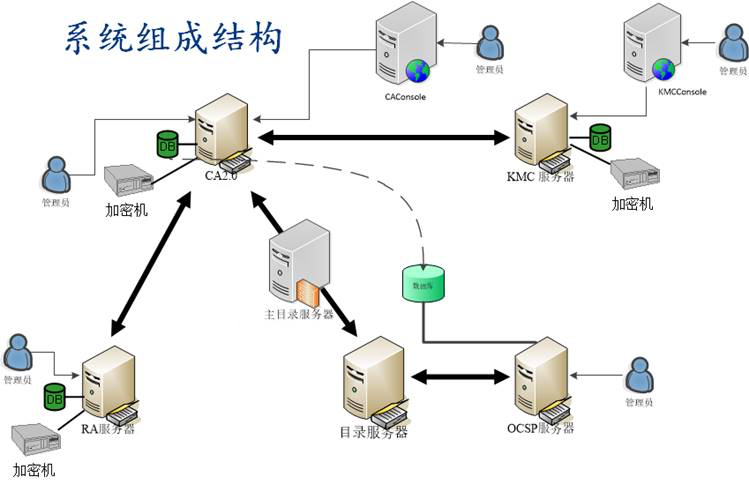 系统组成结构
管理员
管理员
CAConsole
KMCConsole
DB
DB
CA2.0
KMC 服务器
管理员
加密机
加密机
数据库
主目录服务器
管理员
DB
管理员
RA服务器
目录服务器
OCSP服务器
加密机